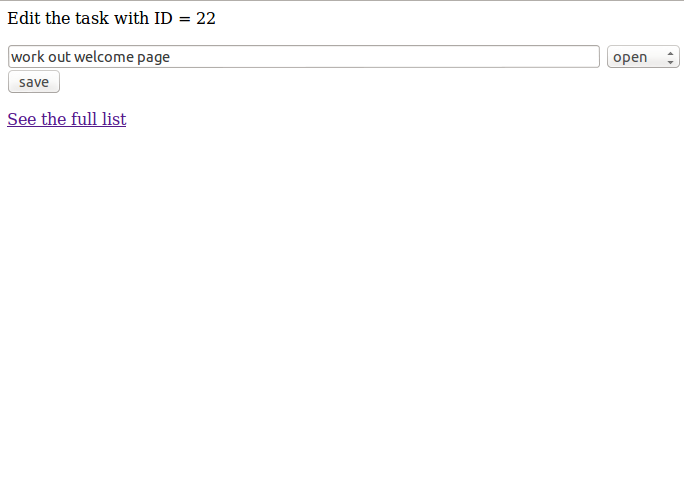 Edit the task with ID = 22
work out welcome page open
save
See the full list